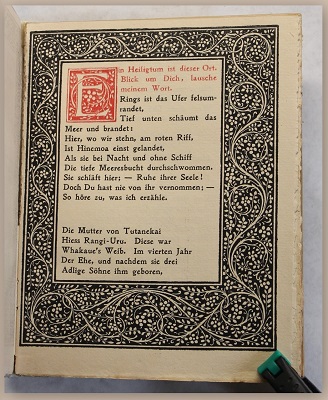 Ein Heiligtum ist dieser Ort.
Blick um Dich, lausche
meinem Wort.
Rings ist das Ufer felsum-
randet,
Tief unten schäumt das
Meer und brandet:
Hier, wo wir stehn, am roten Riff,
Ist Hinemoa einst gelandet,
Als sie bei Nacht und ohne Schiff
Die tiefe Meeresbucht durchschwommen.
Sie schläft hier; — Ruhe ihrer Seele!
Doch Du hast nie von ihr vernommen; —
So höre zu, was ich erzähle.
Die Mutter von Tutanekai
Hiess Rangi-Uru. Diese war
Whakaue's Weib. Im vierten Jahr
Der Ehe, und nachdem sie drei
Adlige Söhne ihm geboren,